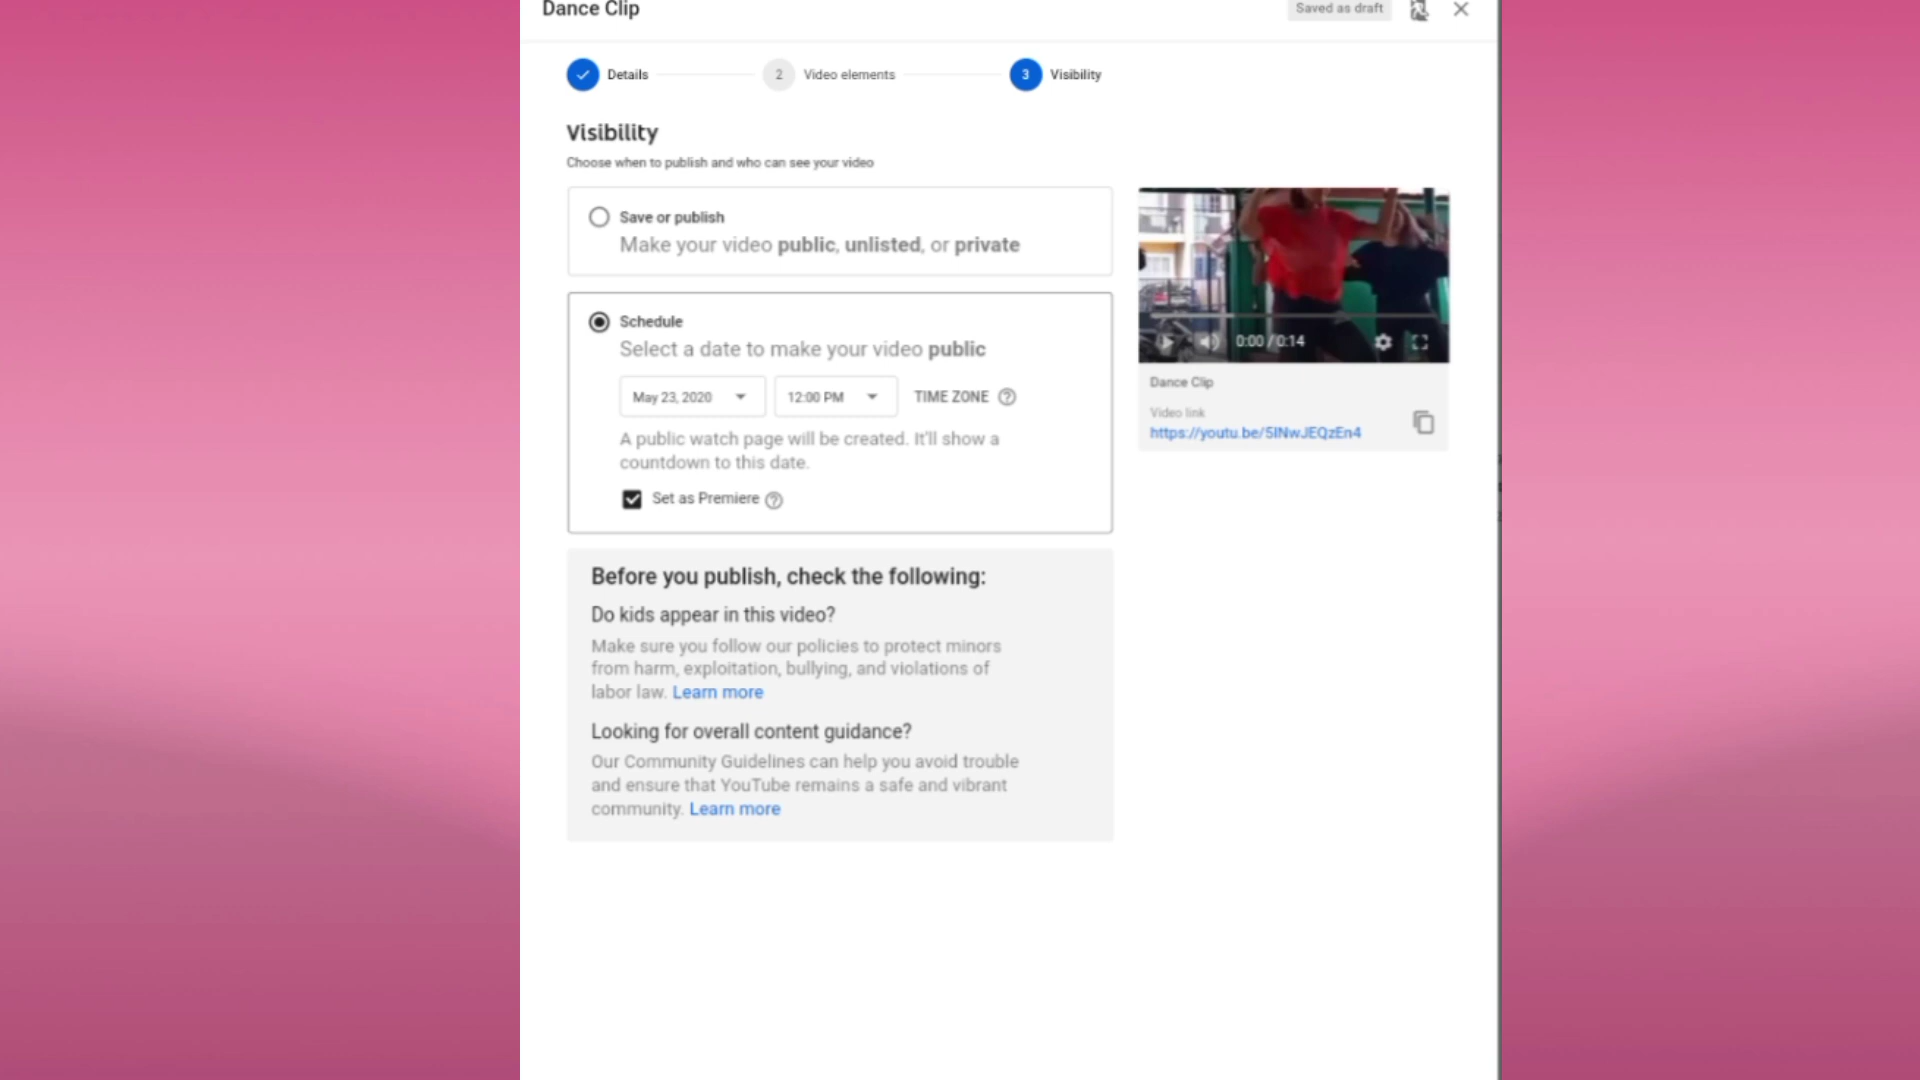 Dance Clip
Saved as draft
Details
2 Video elements
3 Visibility
Visibility
Choose when to publish and who can see your video
Save or publish
Make your video public, unlisted, or private
Schedule
Select a date to make your video public
May 23, 2020
12:00 PM
TIME ZONE
A public watch page will be created. It'll show a
countdown to this date.
Set as Premiere
Before you publish, check the following:
Do kids appear in this video?
Make sure you follow our policies to protect minors
from harm, exploitation, bullying, and violations of
labor law. Learn more
Looking for overall content guidance?
Our Community Guidelines can help you avoid trouble
and ensure that YouTube remains a safe and vibrant
community. Learn more
0:00 / 0:14
Dance Clip
Video link
https://youtu.be/5INwJEQzEn4